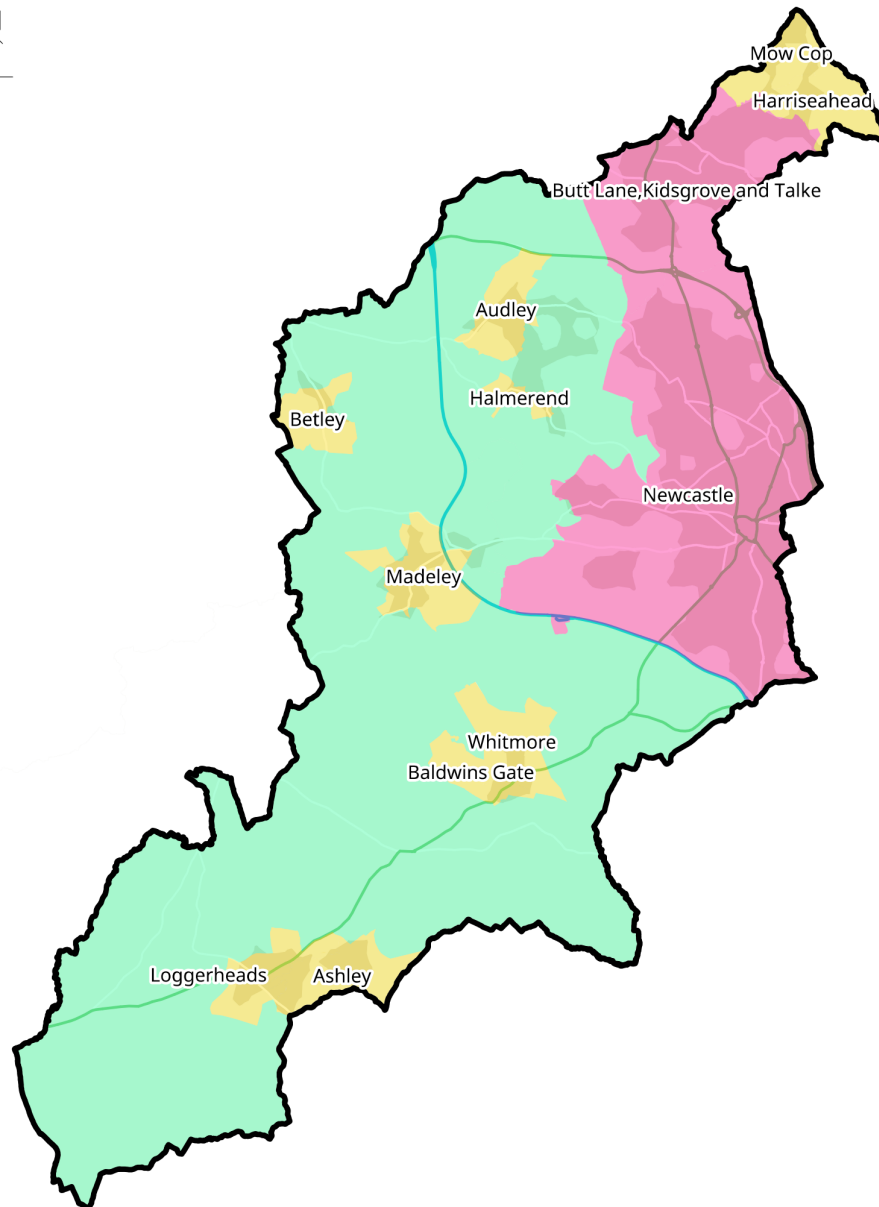 Mow Cop
Harriseahead
Butt Lane,Kidsgrove and Talke
Audley
Halmerend
Betley
Newcastle
Madeley
Whitmore
Baldwins Gate
Loggerheads
Ashley